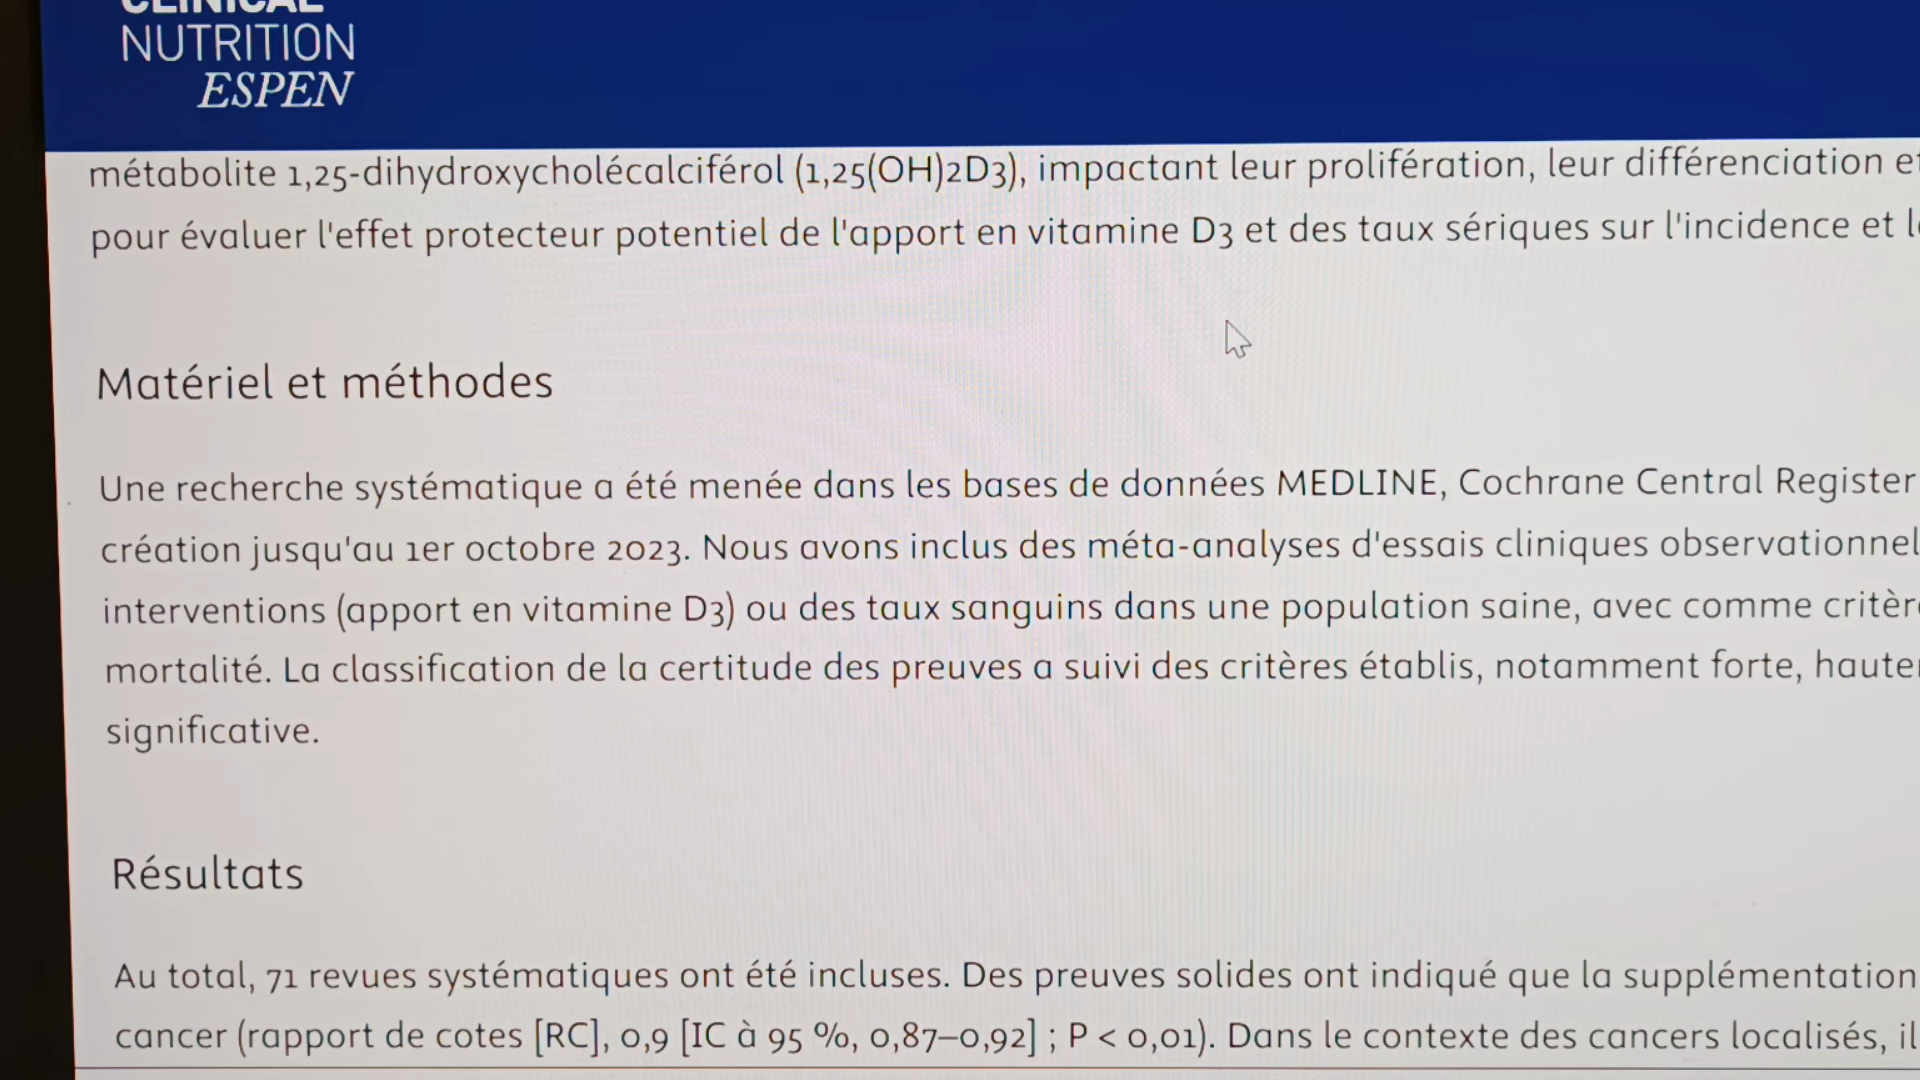 CLINICAL
NUTRITION
ESPEN
métabolite 1,25-dihydroxycholécalciférol (1,25(OH)2D3), impactant leur prolifération, leur différenciation
pour évaluer l'effet protecteur potentiel de l'apport en vitamine D3 et des taux sériques sur l'incidence et
Matériel et méthodes
Une recherche systématique a été menée dans les bases de données MEDLINE, Cochrane Central Register
création jusqu'au 1er octobre 2023. Nous avons inclus des méta-analyses d'essais cliniques
interventions (apport en vitamine D3) ou des taux sanguins dans une population saine, avec comme
mortalité. La classification de la certitude des preuves a suivi des critères établis, notamment forte,
significative.
Résultats
Au total, 71 revues systématiques ont été incluses. Des preuves solides ont indiqué que la supplémentation
cancer (rapport de cotes [RC], 0,9 [IC à 95 %, 0,87–0,92] ; P < 0,01). Dans le contexte des cancers localisés, il